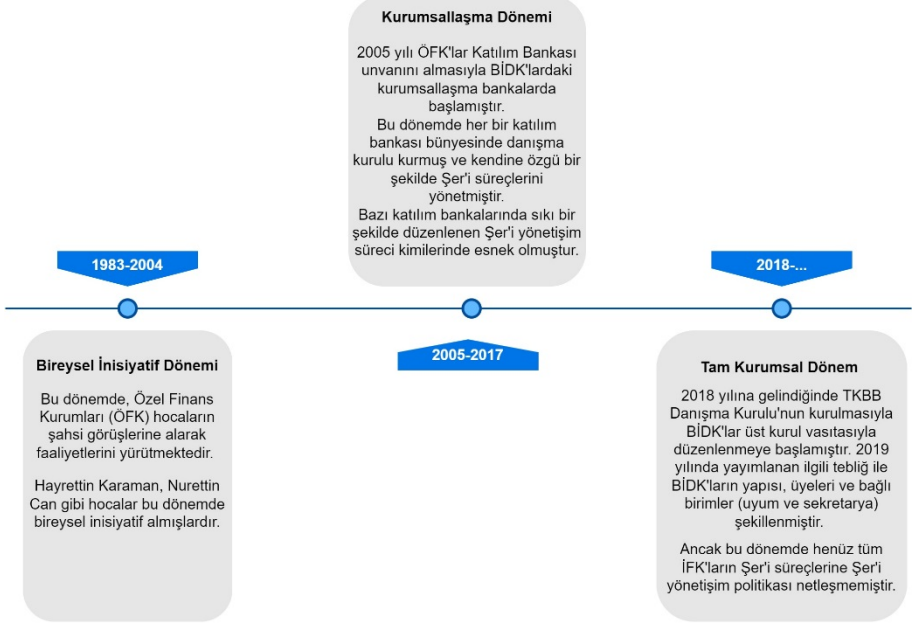 Kurumsallaşma Dönemi
2005 yılı ÖFK'lar Katılım Bankası
unvanını almasıyla BİDK'lardaki
kurumsallaşma bankalarda
başlamıştır.
Bu dönemde her bir katılım
bankası bünyesinde danışma
kurulu kurmuş ve kendine özgü bir
şekilde Şer'i süreçlerini
yönetmiştir.
Bazı katılım bankalarında sıkı bir
şekilde düzenlenen Şer'i yönetişim
süreci kimilerinde esnek olmuştur.
1983-2004
2018-...
2005-2017
Bireysel İnisiyatif Dönemi
Bu dönemde, Özel Finans
Kurumları (ÖFK) hocaların
şahsi görüşlerine alarak
faaliyetlerini yürütmektedir.
Hayrettin Karaman, Nurettin
Can gibi hocalar bu dönemde
bireysel inisiyatif almışlardır.
Tam Kurumsal Dönem
2018 yılına gelindiğinde TKBB
Danışma Kurulu'nun kurulmasıyla
BİDK'lar üst kurul vasıtasıyla
düzenlenmeye başlamıştır. 2019
yılında yayımlanan ilgili tebliğ ile
BİDK'ların yapısı, üyeleri ve bağlı
birimler (uyum ve sekretarya)
şekillenmiştir.
Ancak bu dönemde henüz tüm
İFK'ların Şer'i süreçlerine Şer'i
yönetişim politikası netleşmemiştir.